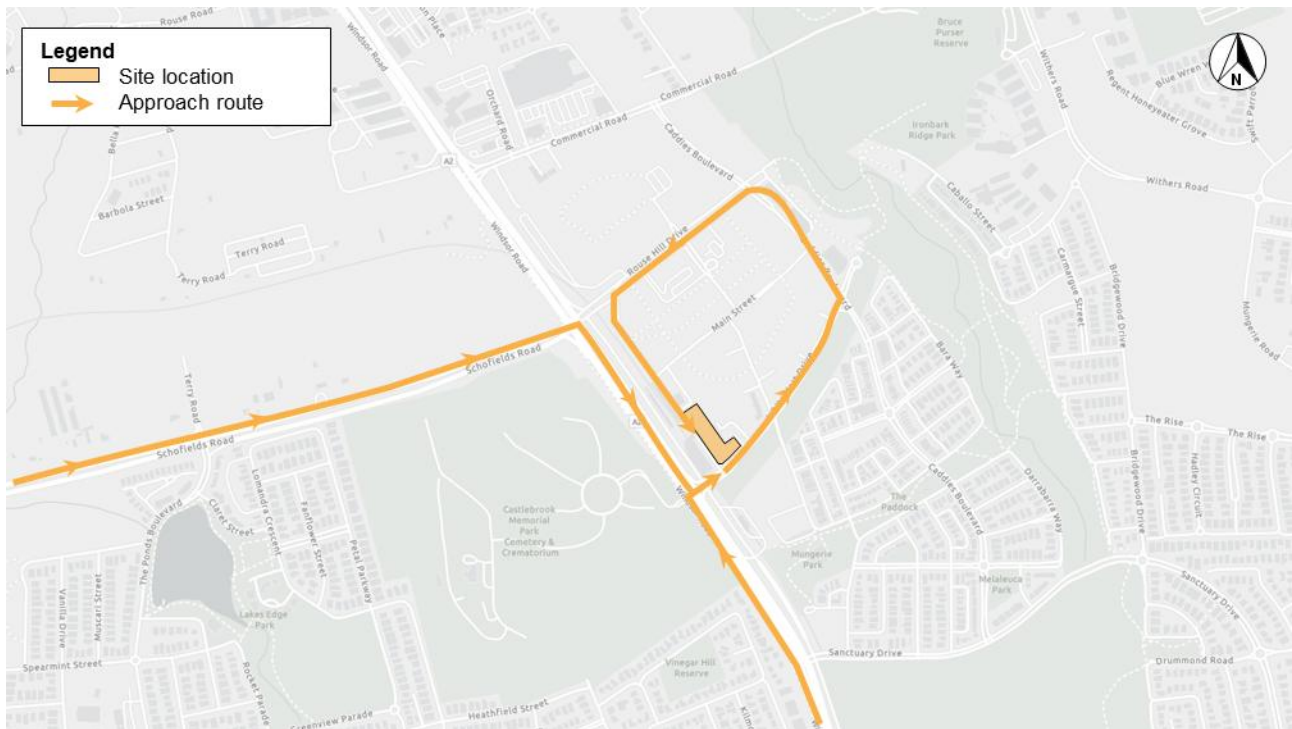 Legend
Site location
Approach route
N
Rouse Road
Windsor Road
Bruce
Purser
Reserve
Withers Road
Regent Honeyeater Grove
Orchard Road
Commercial Road
Commercial Road
Caddies Boulevard
Ironbark
Ridge Park
A2
Barbola Street
Terry Road
Terry Road
Windsor Road
Rouse Hill Drive
Main Street
Caballo Street
Withers Road
Carmargue Street
Bridgewood Drive
Mungerie Road
Schofields Road
Terry Road
Schofields Road
Bara Way
The Rise
The Rise
Lomandra Crescent
Fanflower Street
Petal Parkway
Clarer Street
The Ponds Boulevard
Castlebrook
Memorial
Park
Cemetery &
Crematorium
The
Paddock
Caddies Boulevard
Darrabarra Way
Bridgewood Drive
Hadley Circuit
Mungerie
Park
Melaleuca
Park
Sanctuary Drive
Vanilla Drive
Muscari Street
Lakes Edge
Park
Spearmint Street
Rocket Parade
Vinegar Hill
Reserve
Sanctuary Drive
Drummond Road
Greenview Parade
Heathfield Street